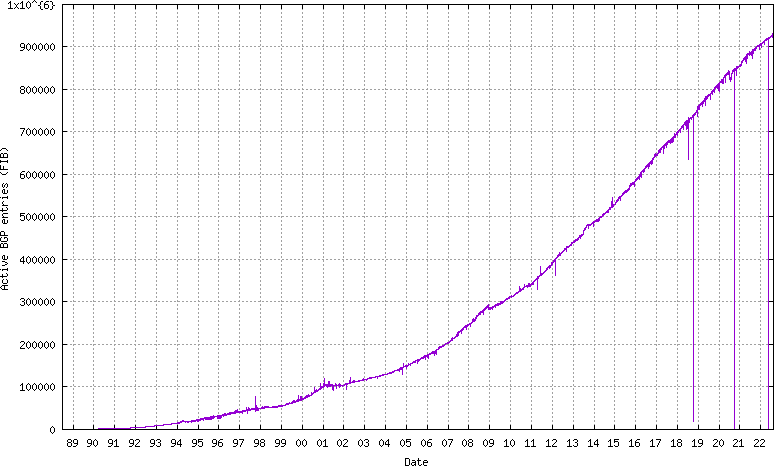 1x10^{6}
900000
800000
700000
600000
500000
400000
300000
200000
100000
0
Active BGP entries (FIB)
89 90 91 92 93 94 95 96 97 98 99 00 01 02 03 04 05 06 07 08 09 10 11 12 13 14 15 16 17 18 19 20 21 22
Date